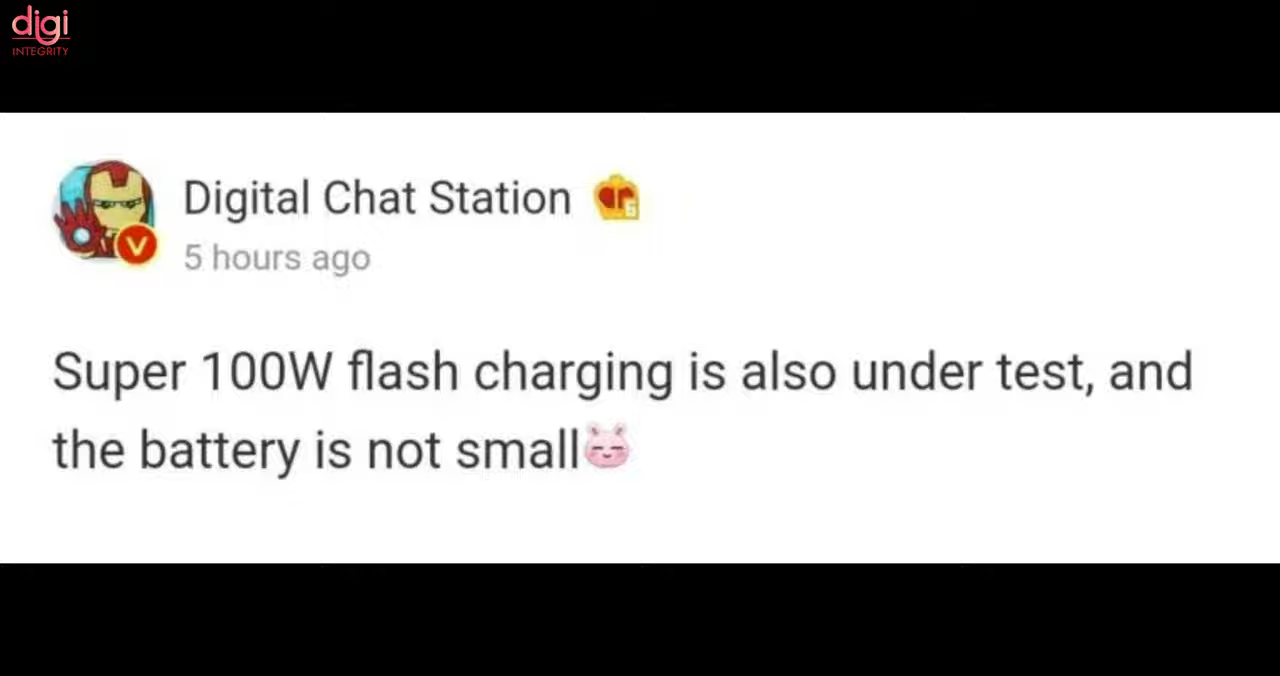 digi
INTEGRITY
Digital Chat Station
5 hours ago
Super 100W flash charging is also under test, and
the battery is not small